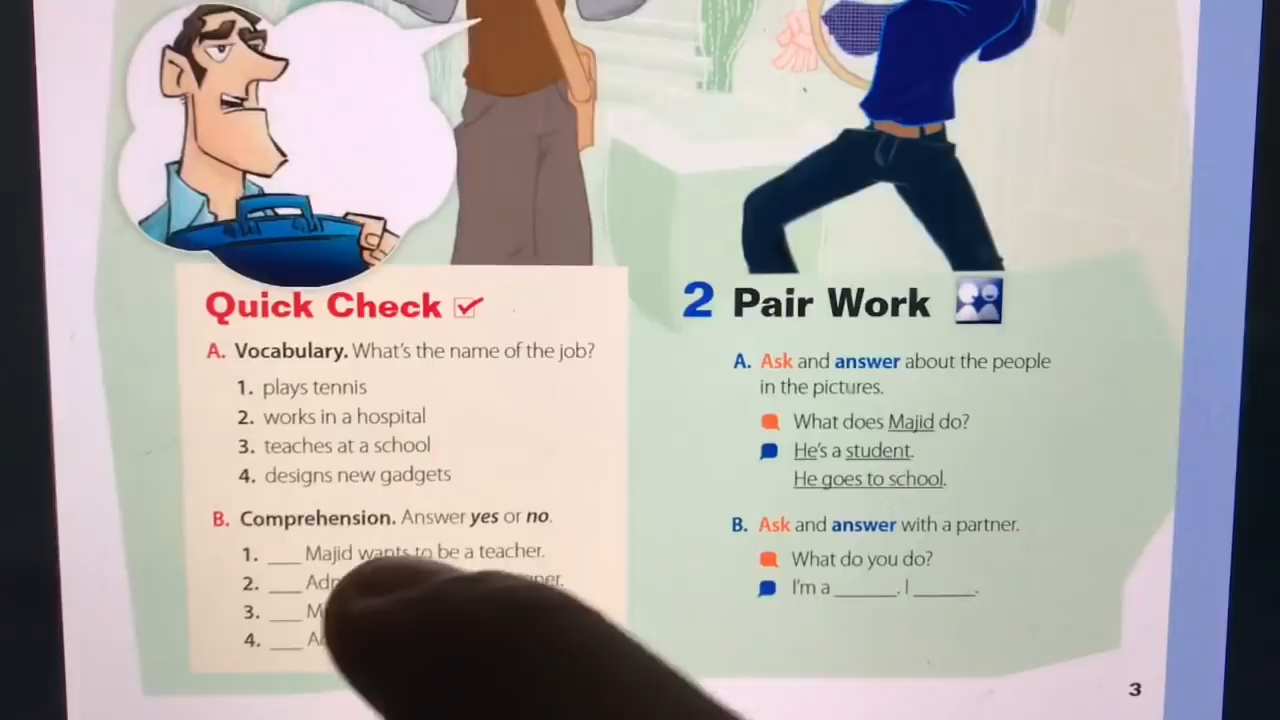 Quick Check
A. Vocabulary. What's the name of the job?
1. plays tennis
2. works in a hospital
3. teaches at a school
4. designs new gadgets
B. Comprehension. Answer yes or no.
1. ___ Majid wants to be a teacher.
2. ___
3. ___
4. ___
2 Pair Work
A. Ask and answer about the people
in the pictures.
What does Majid do?
He's a student.
He goes to school.
B. Ask and answer with a partner.
What do you do?
I'm a ______. I ______.
3